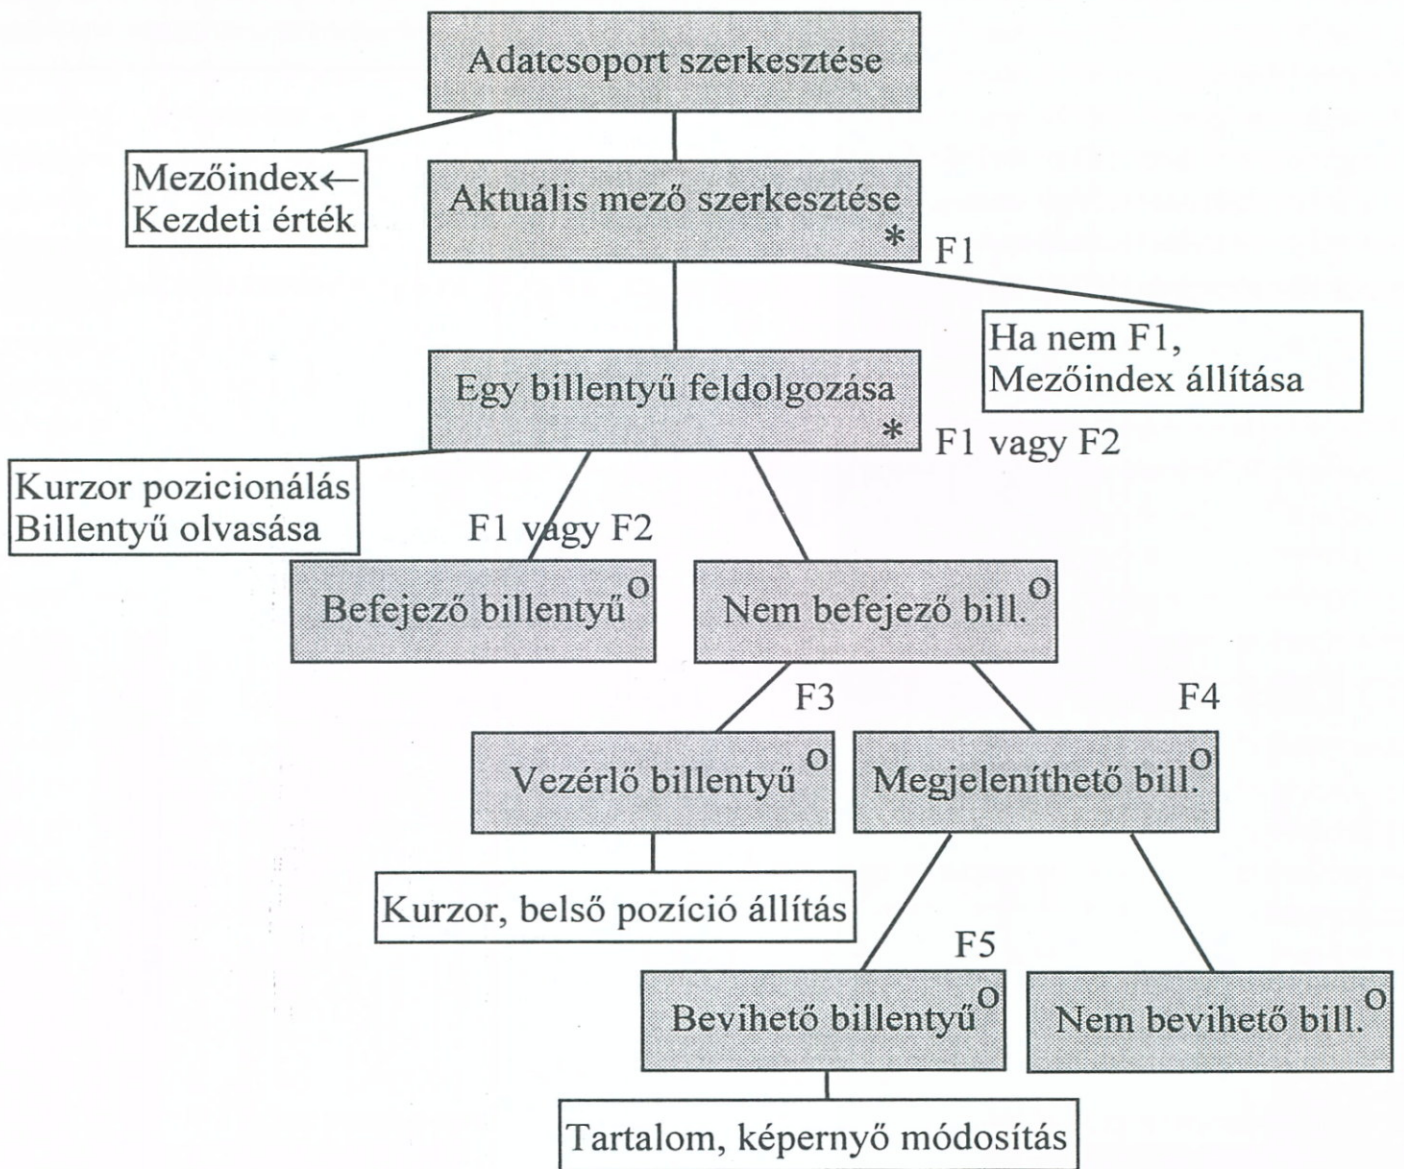 Adatcsoport szerkesztése
Mezőindex←
Kezdeti érték
Aktuális mező szerkesztése
*
F1
Ha nem F1,
Mezőindex állítása
Egy billentyű feldolgozása
*
F1 vagy F2
Kurzor pozicionálás
Billentyű olvasása
F1 vagy F2
Befejező billentyű o
Nem befejező bill. o
F3
F4
Vezérlő billentyű o
Megjeleníthető bill. o
Kurzor, belső pozíció állítás
F5
Bevihető billentyű o
Nem bevihető bill. o
Tartalom, képernyő módosítás